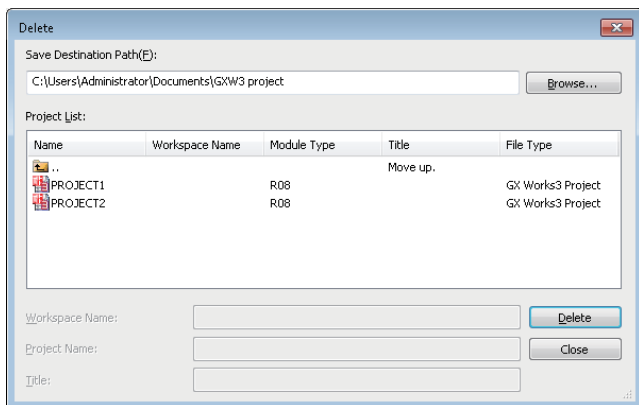 Delete
Save Destination Path(F):
C:\Users\Administrator\Documents\GXW3 project
Browse...
Project List:
Name Workspace Name Module Type Title File Type
.. Move up.
PROJECT1 R08 GX Works3 Project
PROJECT2 R08 GX Works3 Project
Workspace Name:
Delete
Project Name:
Close
Title: